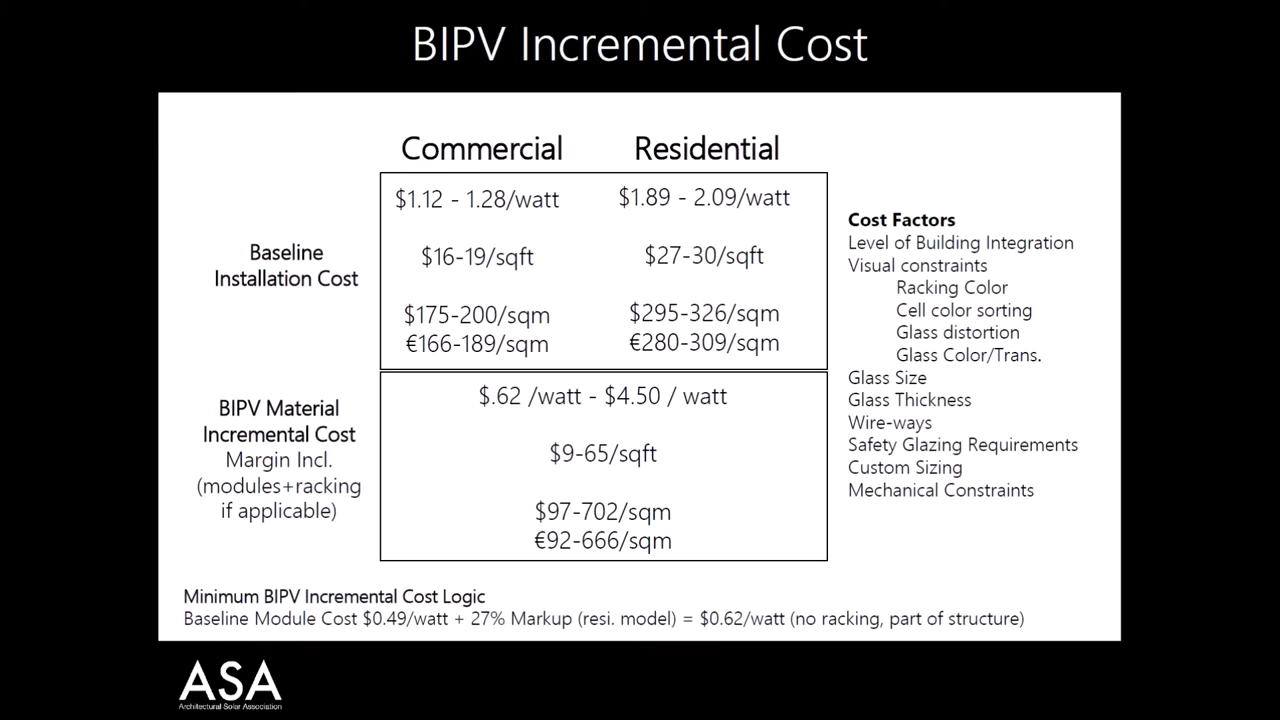 BIPV Incremental Cost
Commercial
Residential
Baseline
Installation Cost
$1.12 - 1.28/watt
$1.89 - 2.09/watt
$16-19/sqft
$27-30/sqft
$175-200/sqm
$295-326/sqm
€166-189/sqm
€280-309/sqm
BIPV Material
Incremental Cost
Margin Incl.
(modules+racking
if applicable)
$.62 /watt - $4.50 / watt
$9-65/sqft
$97-702/sqm
€92-666/sqm
Cost Factors
Level of Building Integration
Visual constraints
Racking Color
Cell color sorting
Glass distortion
Glass Color/Trans.
Glass Size
Glass Thickness
Wire-ways
Safety Glazing Requirements
Custom Sizing
Mechanical Constraints
Minimum BIPV Incremental Cost Logic
Baseline Module Cost $0.49/watt + 27% Markup (resi. model) = $0.62/watt (no racking, part of structure)
ASA
Architectural Solar Association